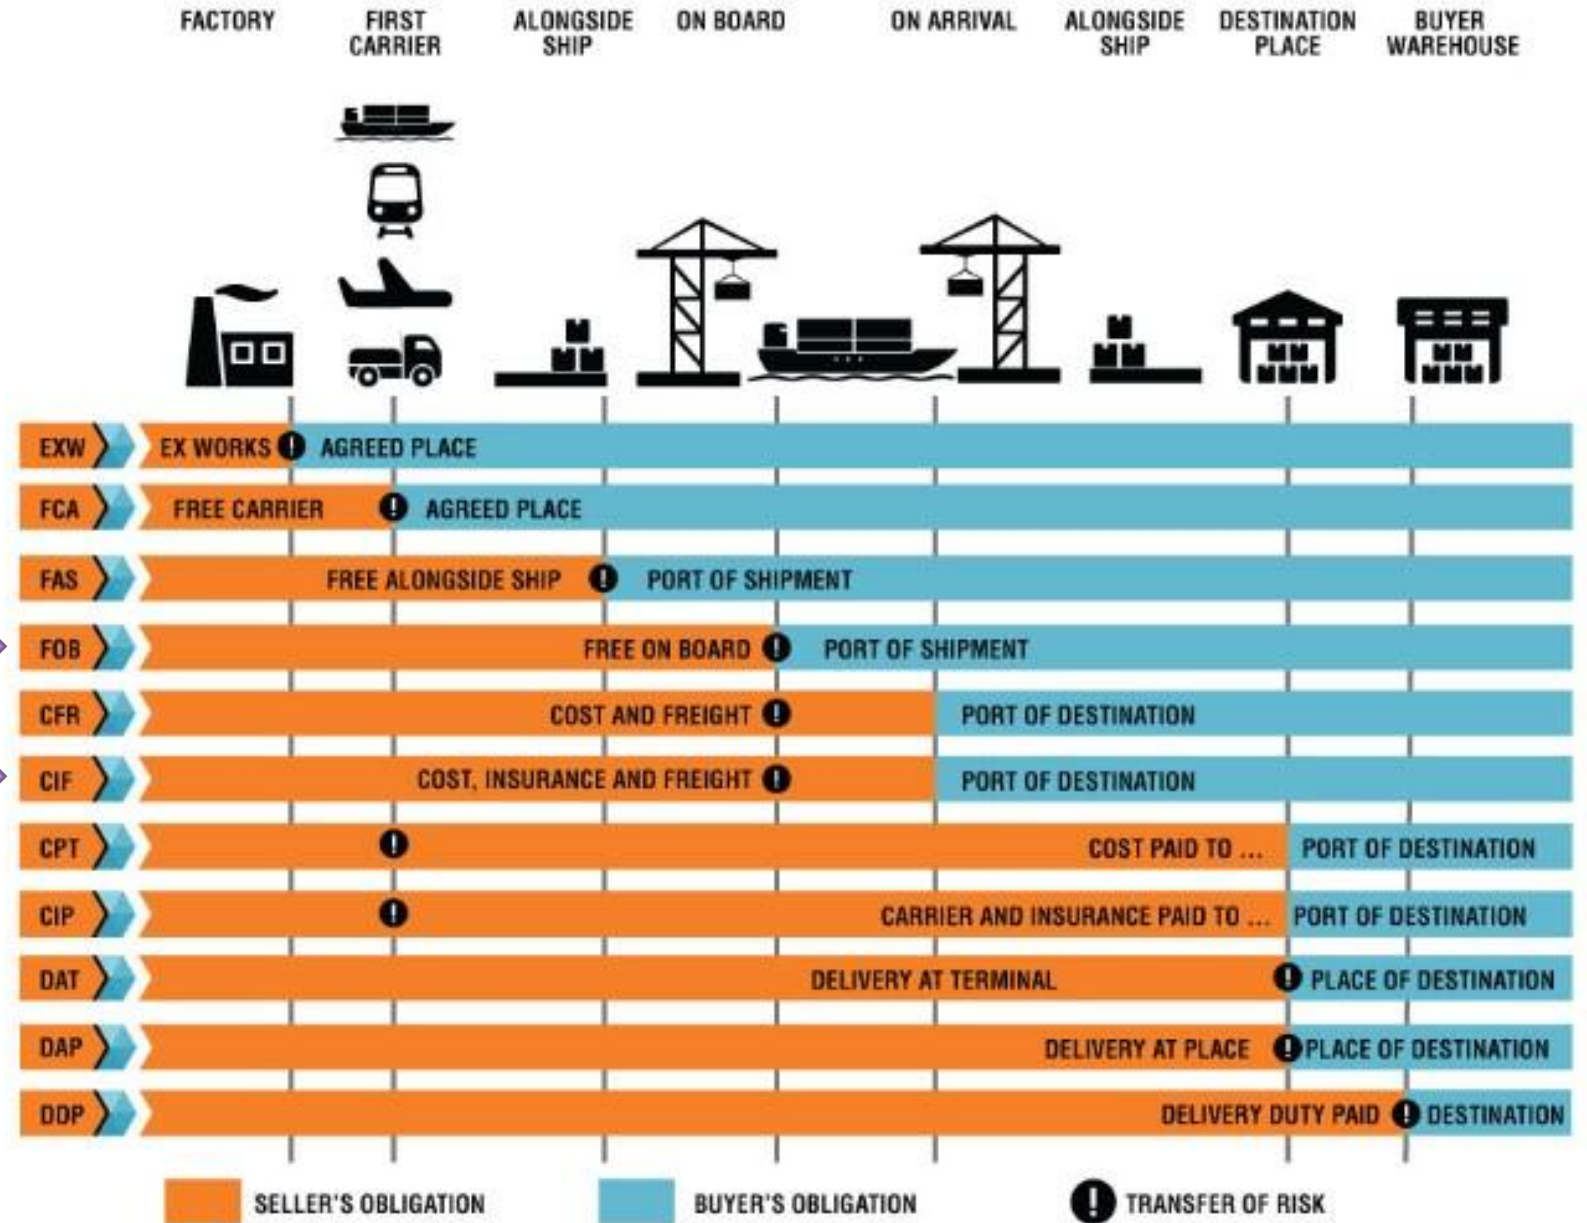 FACTORY
FIRST
CARRIER
ALONGSIDE
SHIP
ON BOARD
ON ARRIVAL
ALONGSIDE
SHIP
DESTINATION
PLACE
BUYER
WAREHOUSE
EXW EX WORKS ! AGREED PLACE
FCA FREE CARRIER ! AGREED PLACE
FAS FREE ALONGSIDE SHIP ! PORT OF SHIPMENT
FOB FREE ON BOARD ! PORT OF SHIPMENT
CFR COST AND FREIGHT ! PORT OF DESTINATION
CIF COST, INSURANCE AND FREIGHT ! PORT OF DESTINATION
CPT ! COST PAID TO ... PORT OF DESTINATION
CIP ! CARRIER AND INSURANCE PAID TO ... PORT OF DESTINATION
DAT DELIVERY AT TERMINAL ! PLACE OF DESTINATION
DAP DELIVERY AT PLACE ! PLACE OF DESTINATION
DDP DELIVERY DUTY PAID ! DESTINATION
SELLER'S OBLIGATION BUYER'S OBLIGATION ! TRANSFER OF RISK